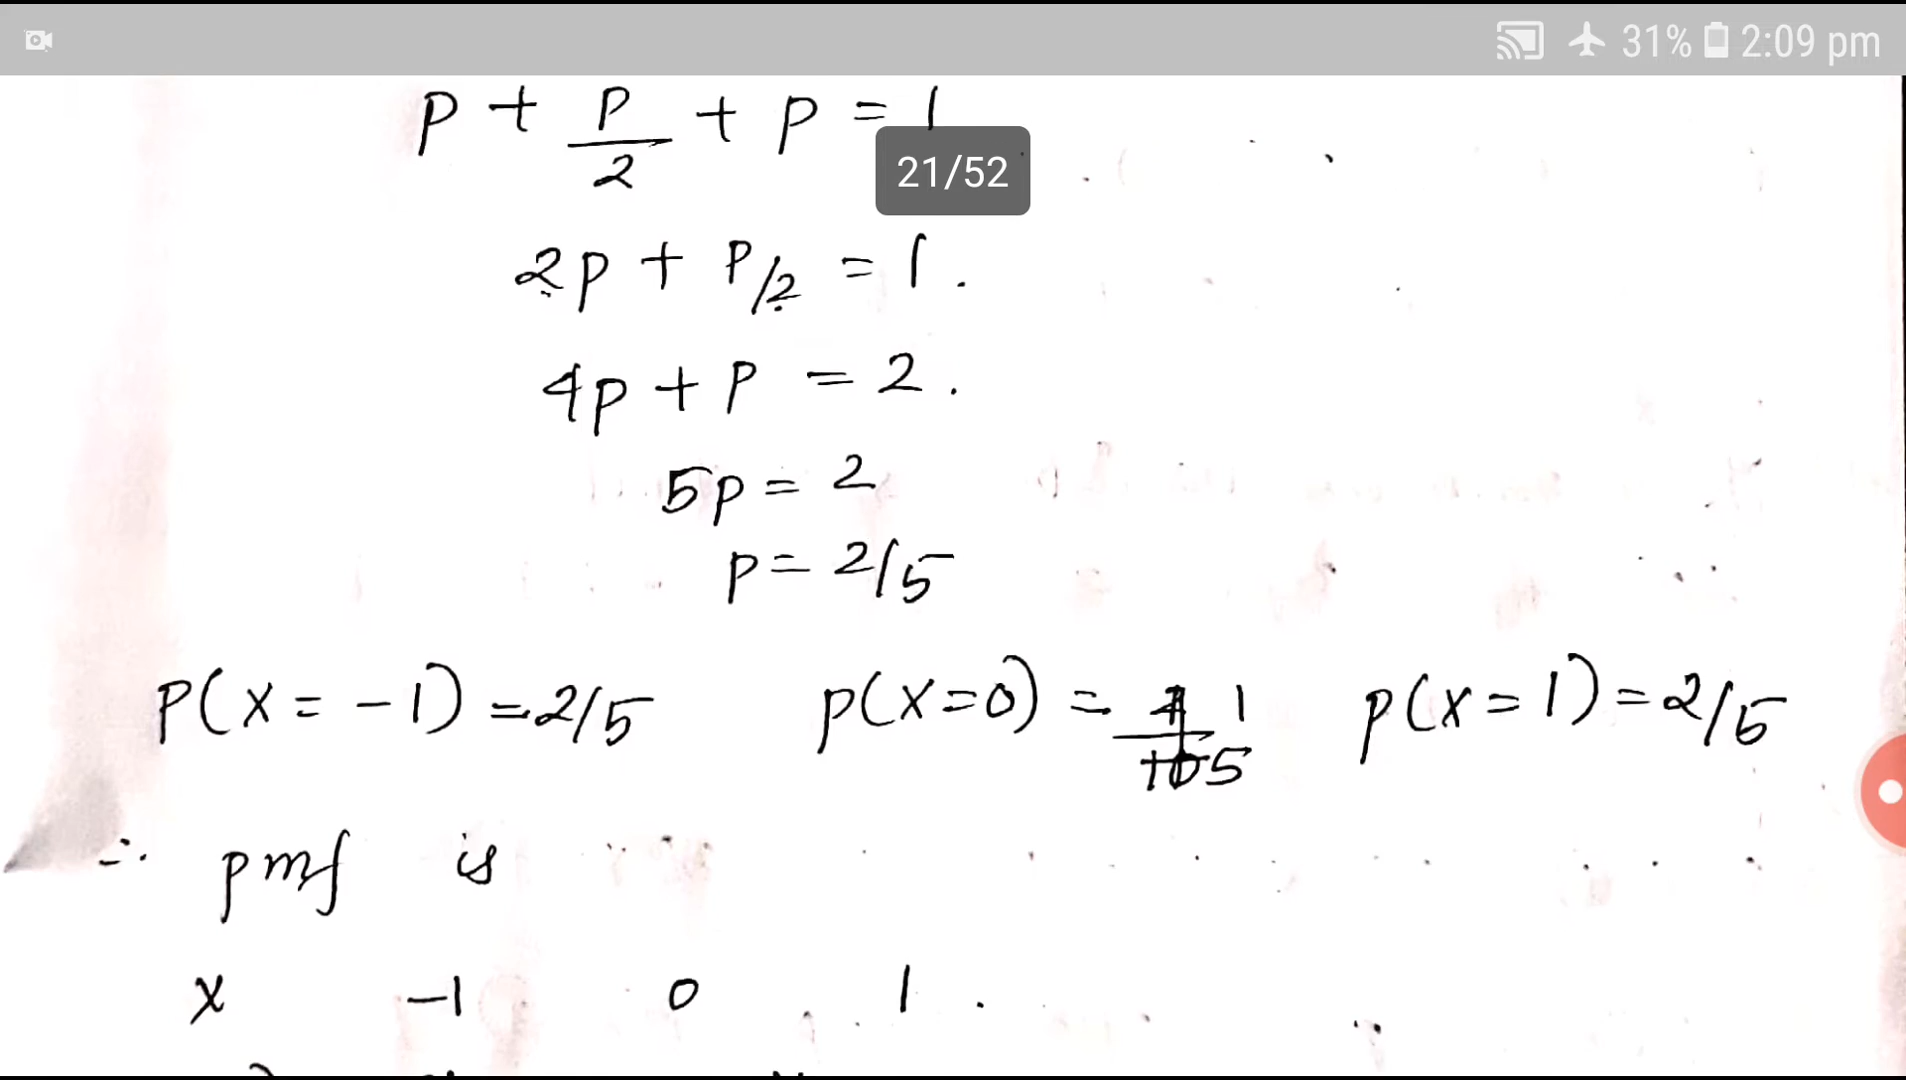 31% 2:09 pm
p + p/2 + p = 1
21/52
2p + p/2 = 1.
4p + p = 2.
5p = 2
p = 2/5
P(x = -1) = 2/5 p(x=0) = 1/5 p(x=1) = 2/5
∴ pmf is
x -1 0 1.